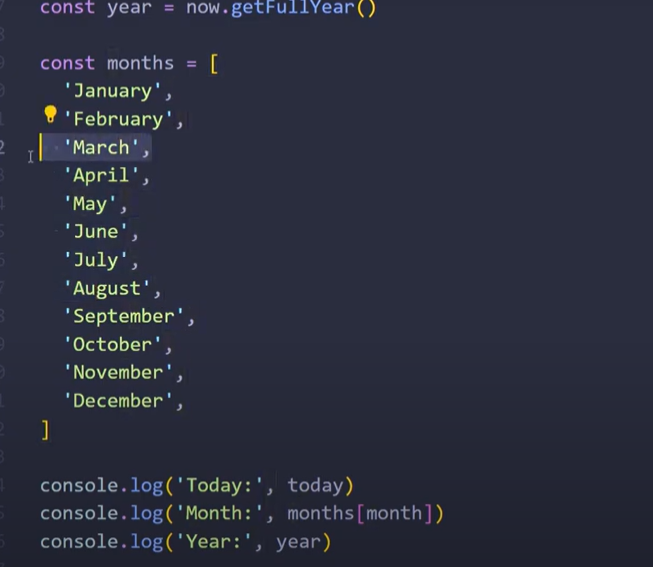 const year = now.getFullYear()
const months = [
'January',
'February',
'March',
'April',
'May',
'June',
'July',
'August',
'September',
'October',
'November',
'December',
]
console.log('Today:', today)
console.log('Month:', months[month])
console.log('Year:', year)